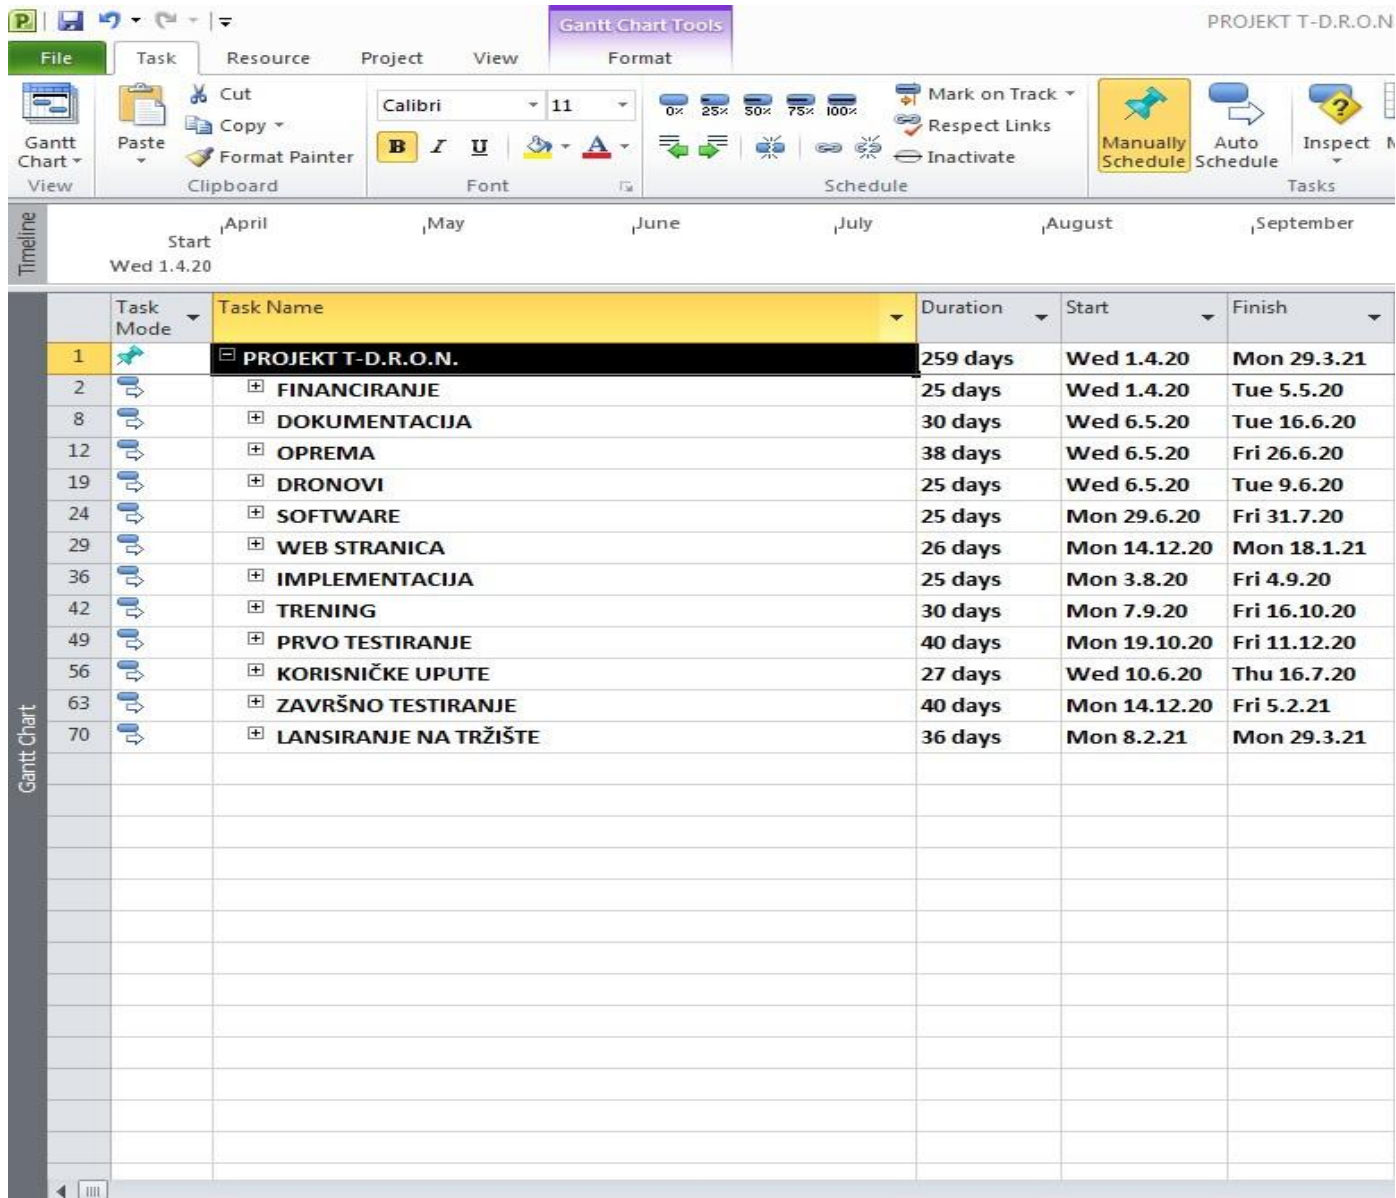 Gantt Chart Tools PROJEKT T-D.R.O.N.
File Task Resource Project View Format
Gantt Chart
Paste
Cut
Copy
Format Painter
Calibri 11
B I U A
0% 25% 50% 75% 100%
Mark on Track
Respect Links
Inactivate
Manually Schedule
Auto Schedule
Inspect
View Clipboard Font Schedule Tasks
Timeline
Start
Wed 1.4.20
April May June July August September
Gantt Chart
Task Mode Task Name Duration Start Finish
1 PROJEKT T-D.R.O.N. 259 days Wed 1.4.20 Mon 29.3.21
2 FINANCIRANJE 25 days Wed 1.4.20 Tue 5.5.20
8 DOKUMENTACIJA 30 days Wed 6.5.20 Tue 16.6.20
12 OPREMA 38 days Wed 6.5.20 Fri 26.6.20
19 DRONOVI 25 days Wed 6.5.20 Tue 9.6.20
24 SOFTWARE 25 days Mon 29.6.20 Fri 31.7.20
29 WEB STRANICA 26 days Mon 14.12.20 Mon 18.1.21
36 IMPLEMENTACIJA 25 days Mon 3.8.20 Fri 4.9.20
42 TRENING 30 days Mon 7.9.20 Fri 16.10.20
49 PRVO TESTIRANJE 40 days Mon 19.10.20 Fri 11.12.20
56 KORISNIČKE UPUTE 27 days Wed 10.6.20 Thu 16.7.20
63 ZAVRŠNO TESTIRANJE 40 days Mon 14.12.20 Fri 5.2.21
70 LANSIRANJE NA TRŽIŠTE 36 days Mon 8.2.21 Mon 29.3.21